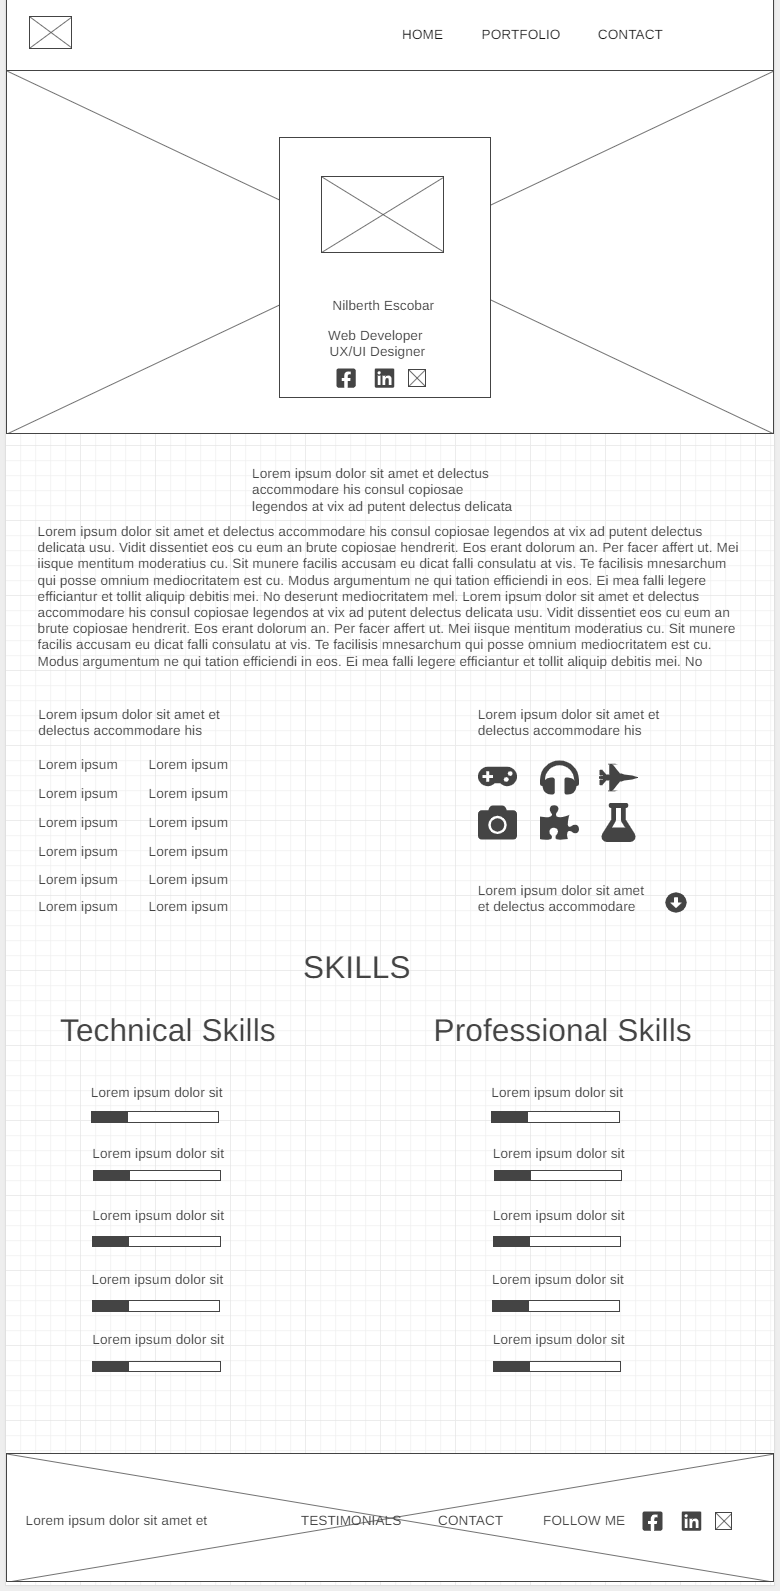 HOME PORTFOLIO CONTACT
Nilberth Escobar
Web Developer
UX/UI Designer
Lorem ipsum dolor sit amet et delectus
accommodare his consul copiosae
legendos at vix ad putent delectus delicata
Lorem ipsum dolor sit amet et delectus accommodare his consul copiosae legendos at vix ad putent delectus
delicata usu. Vidit dissentiet eos cu eum an brute copiosae hendrerit. Eos erant dolorum an. Per facer affert ut. Mei
iisque mentitum moderatius cu. Sit munere facilis accusam eu dicat falli consulatu at vis. Te facilisis mnesarchum
qui posse omnium mediocritatem est cu. Modus argumentum ne qui tation efficiendi in eos. Ei mea falli legere
efficiantur et tollit aliquip debitis mei. No deserunt mediocritatem mel. Lorem ipsum dolor sit amet et delectus
accommodare his consul copiosae legendos at vix ad putent delectus delicata usu. Vidit dissentiet eos cu eum an
brute copiosae hendrerit. Eos erant dolorum an. Per facer affert ut. Mei iisque mentitum moderatius cu. Sit munere
facilis accusam eu dicat falli consulatu at vis. Te facilisis mnesarchum qui posse omnium mediocritatem est cu.
Modus argumentum ne qui tation efficiendi in eos. Ei mea falli legere efficiantur et tollit aliquip debitis mei. No
Lorem ipsum dolor sit amet et
delectus accommodare his
Lorem ipsum Lorem ipsum
Lorem ipsum Lorem ipsum
Lorem ipsum Lorem ipsum
Lorem ipsum Lorem ipsum
Lorem ipsum Lorem ipsum
Lorem ipsum Lorem ipsum
Lorem ipsum dolor sit amet et
delectus accommodare his
Lorem ipsum dolor sit amet
et delectus accommodare
SKILLS
Technical Skills
Lorem ipsum dolor sit
Lorem ipsum dolor sit
Lorem ipsum dolor sit
Lorem ipsum dolor sit
Lorem ipsum dolor sit
Professional Skills
Lorem ipsum dolor sit
Lorem ipsum dolor sit
Lorem ipsum dolor sit
Lorem ipsum dolor sit
Lorem ipsum dolor sit
Lorem ipsum dolor sit amet et TESTIMONIALS CONTACT FOLLOW ME